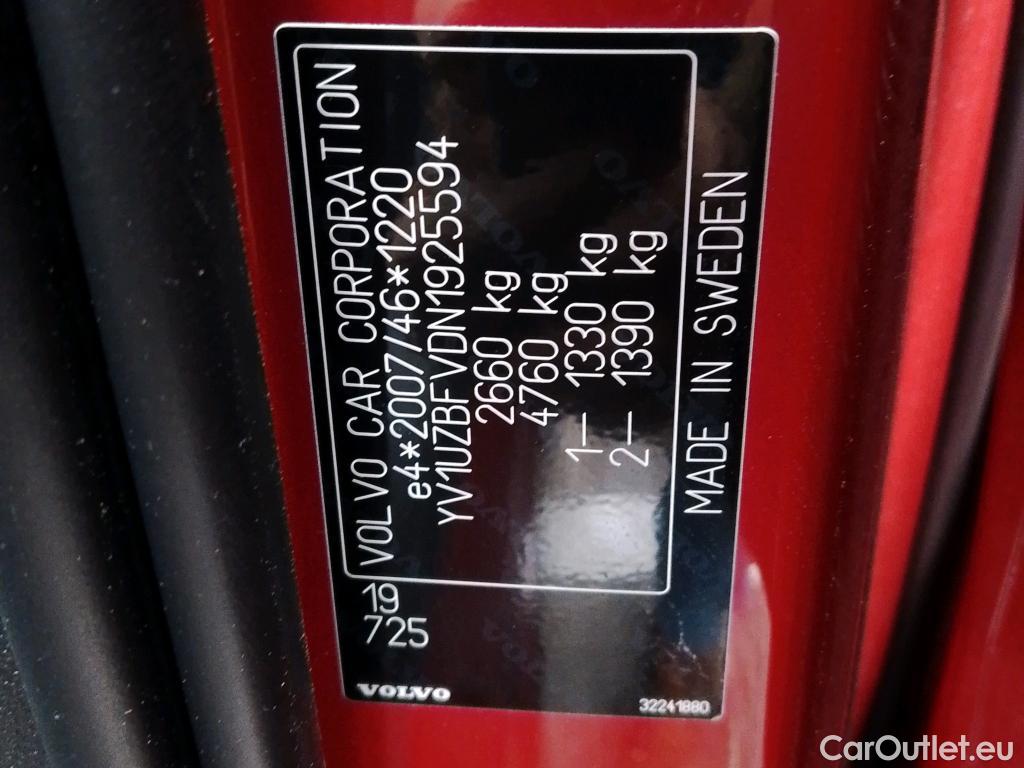 VOLVO CAR CORPORATION
e4*2007/46*1220
YV1UZBFVDN1925594
2660 kg
4760 kg
1— 1330 kg
2— 1390 kg
MADE IN SWEDEN
19
725
VOLVO
32241880
CarOutlet.eu